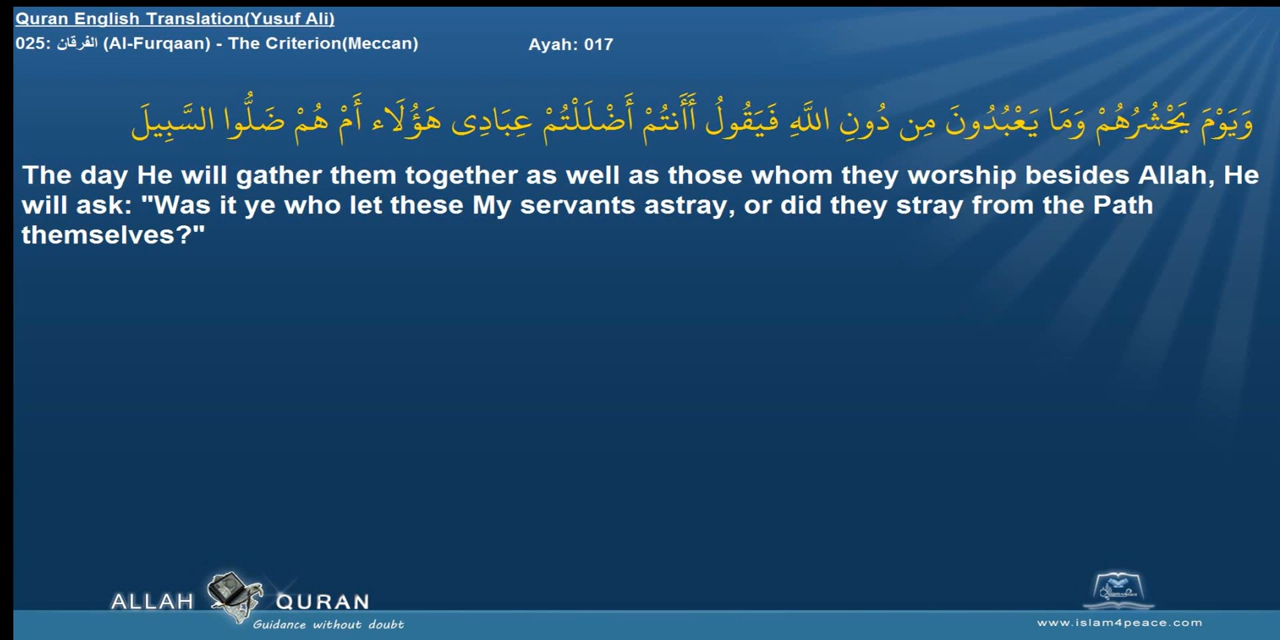 Quran English Translation(Yusuf Ali)
025: الفرقان (Al-Furqaan) - The Criterion(Meccan) Ayah: 017
وَيَوْمَ يَحْشُرُهُمْ وَمَا يَعْبُدُونَ مِن دُونِ اللَّهِ فَيَقُولُ أَأَنتُمْ أَضْلَلْتُمْ عِبَادِى هَؤُلَاء أَمْ هُمْ ضَلُّوا السَّبِيلَ
The day He will gather them together as well as those whom they worship besides Allah, He
will ask: "Was it ye who let these My servants astray, or did they stray from the Path
themselves?"
ALLAH QURAN
Guidance without doubt
www.islam4peace.com